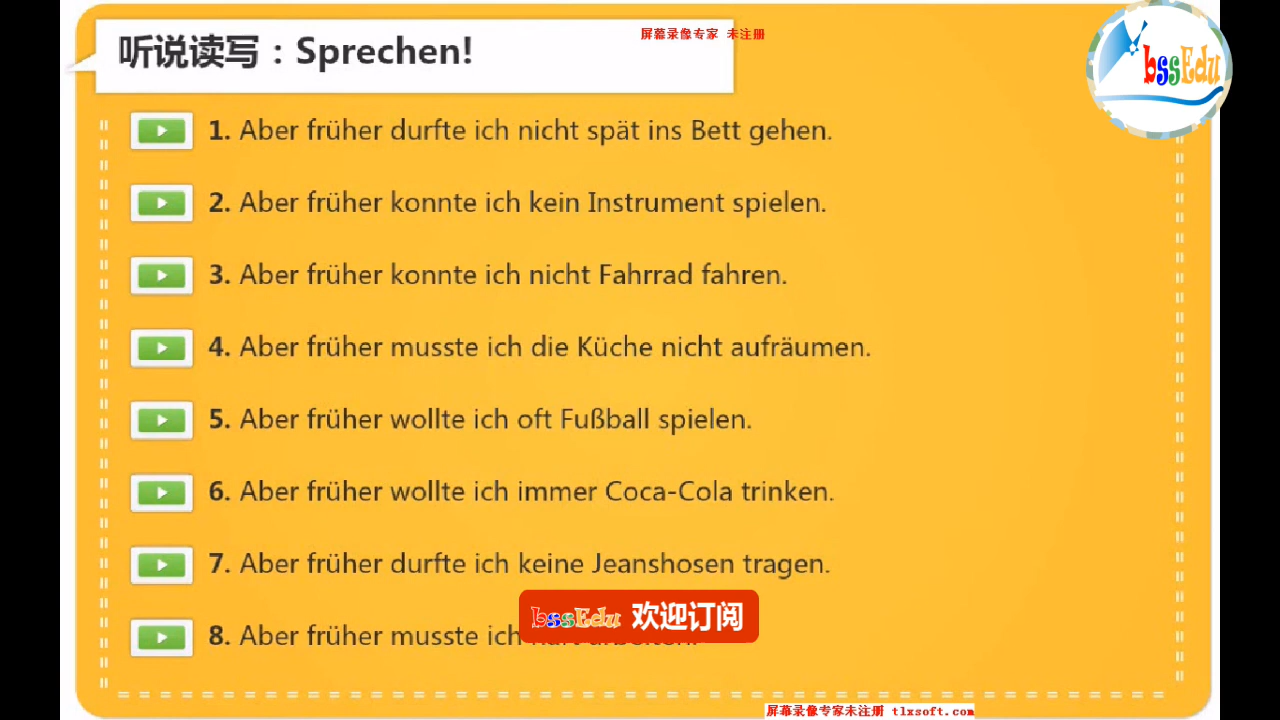 屏幕录像专家 未注册
bssEdu
听说读写：Sprechen!
1. Aber früher durfte ich nicht spät ins Bett gehen.
2. Aber früher konnte ich kein Instrument spielen.
3. Aber früher konnte ich nicht Fahrrad fahren.
4. Aber früher musste ich die Küche nicht aufräumen.
5. Aber früher wollte ich oft Fußball spielen.
6. Aber früher wollte ich immer Coca-Cola trinken.
7. Aber früher durfte ich keine Jeanshosen tragen.
bssEdu 欢迎订阅
8. Aber früher musste ich
屏幕录像专家未注册 tlxsoft.com